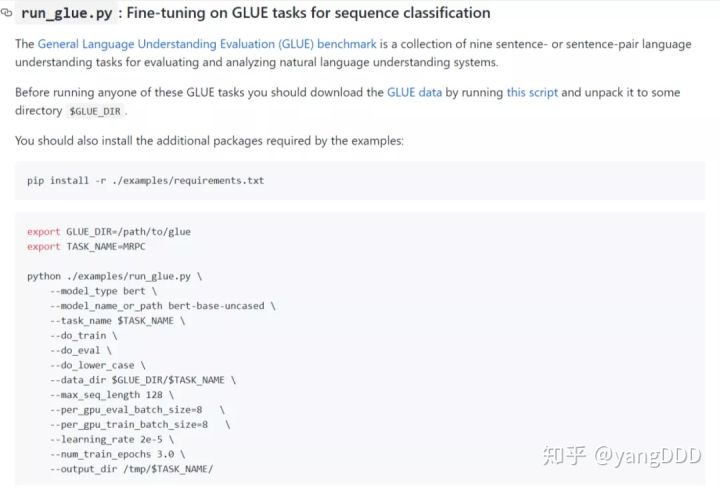 run_glue.py : Fine-tuning on GLUE tasks for sequence classification
The General Language Understanding Evaluation (GLUE) benchmark is a collection of nine sentence- or sentence-pair language
understanding tasks for evaluating and analyzing natural language understanding systems.
Before running anyone of these GLUE tasks you should download the GLUE data by running this script and unpack it to some
directory $GLUE_DIR .
You should also install the additional packages required by the examples:
pip install -r ./examples/requirements.txt
export GLUE_DIR=/path/to/glue
export TASK_NAME=MRPC
python ./examples/run_glue.py \
    --model_type bert \
    --model_name_or_path bert-base-uncased \
    --task_name $TASK_NAME \
    --do_train \
    --do_eval \
    --do_lower_case \
    --data_dir $GLUE_DIR/$TASK_NAME \
    --max_seq_length 128 \
    --per_gpu_eval_batch_size=8   \
    --per_gpu_train_batch_size=8   \
    --learning_rate 2e-5 \
    --num_train_epochs 3.0 \
    --output_dir /tmp/$TASK_NAME/
知乎 @yangDDD